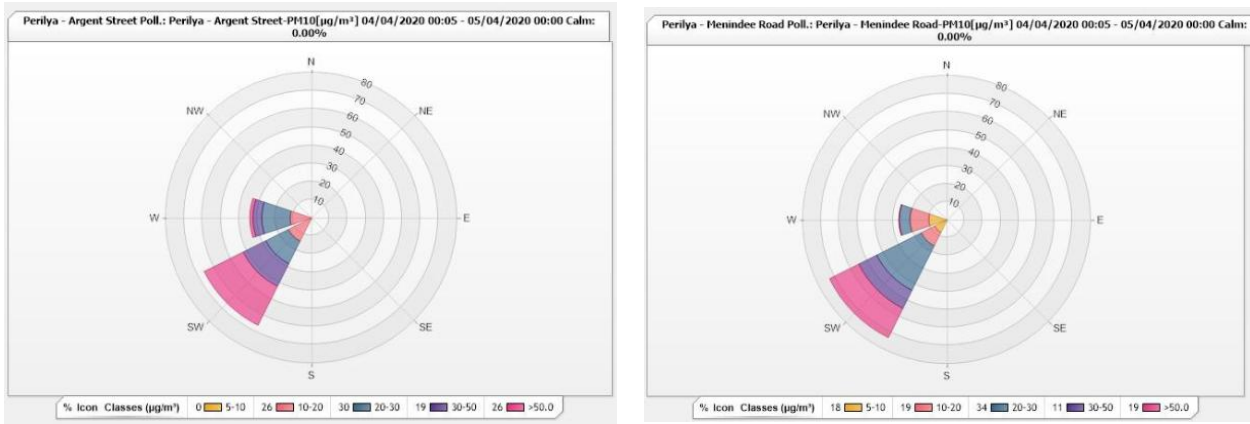 Perilya - Argent Street Poll.: Perilya - Argent Street-PM10[µg/m³] 04/04/2020 00:05 - 05/04/2020 00:00 Calm:
0.00%
N
80
NW
70
NE
60
50
40
30
20
10
W
E
SW
SE
S
% Icon Classes (µg/m³) 0 5-10 26 10-20 30 20-30 19 30-50 26 >50.0
Perilya - Menindee Road Poll.: Perilya - Menindee Road-PM10[µg/m³] 04/04/2020 00:05 - 05/04/2020 00:00 Calm:
0.00%
N
80
NW
70
NE
60
50
40
30
20
10
W
E
SW
SE
S
% Icon Classes (µg/m³) 18 5-10 19 10-20 34 20-30 11 30-50 19 >50.0